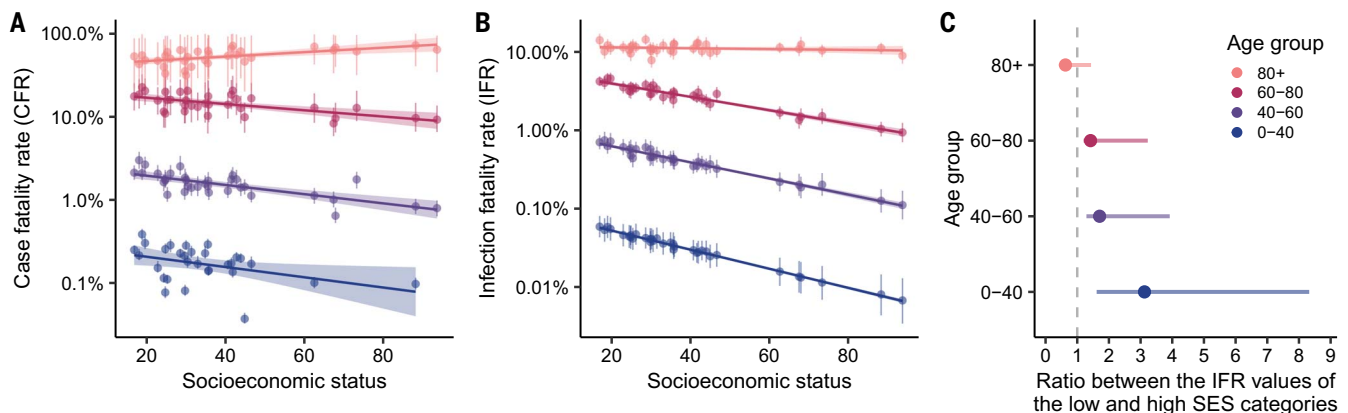 A
Case fatality rate (CFR)
100.0%
10.0%
1.0%
0.1%
20 40 60 80
Socioeconomic status
B
Infection fatality rate (IFR)
10.00%
1.00%
0.10%
0.01%
20 40 60 80
Socioeconomic status
C
Age group
80+
60−80
40−60
0−40
Age group
80+
60−80
40−60
0−40
0 1 2 3 4 5 6 7 8 9
Ratio between the IFR values of
the low and high SES categories